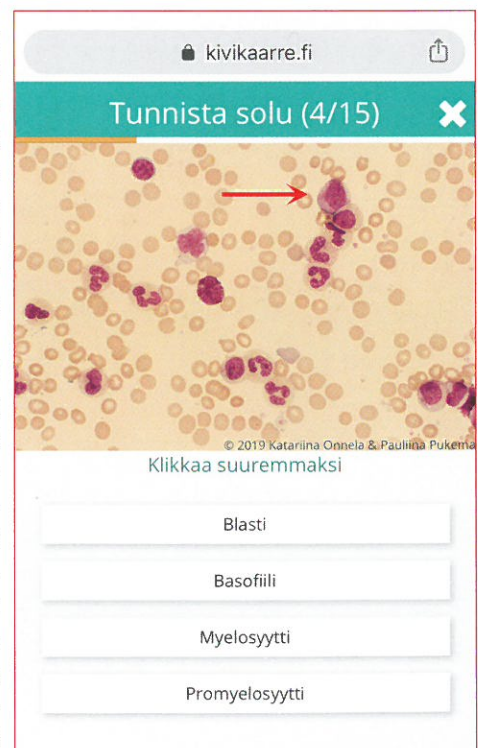 kivikaarre.fi
Tunnista solu (4/15)
© 2019 Katariina Onnela & Pauliina Pukema
Klikkaa suuremmaksi
Blasti
Basofiili
Myelosyytti
Promyelosyytti